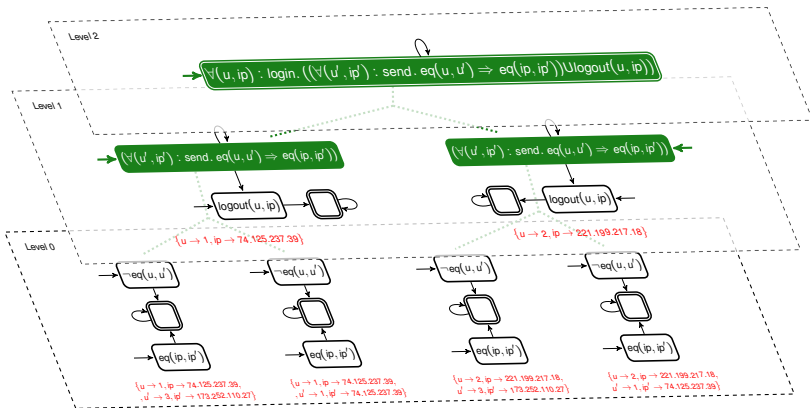 Level 2
∀(u, ip) : login. ((∀(u′, ip′) : send. eq(u, u′) ⇒ eq(ip, ip′))Ulogout(u, ip))
Level 1
(∀(u′, ip′) : send. eq(u, u′) ⇒ eq(ip, ip′))
(∀(u′, ip′) : send. eq(u, u′) ⇒ eq(ip, ip′))
logout(u, ip)
logout(u, ip)
{u → 1, ip → 74.125.237.39}
{u → 2, ip → 221.199.217.18}
Level 0
¬eq(u, u′)
¬eq(u, u′)
¬eq(u, u′)
¬eq(u, u′)
eq(ip, ip′)
eq(ip, ip′)
eq(ip, ip′)
eq(ip, ip′)
{u → 1, ip → 74.125.237.39,
, u′ → 3, ip′ → 173.252.110.27}
{u → 1, ip → 74.125.237.39,
, u′ → 1, ip′ → 74.125.237.39}
{u → 2, ip → 221.199.217.18,
, u′ → 3, ip′ → 173.252.110.27}
{u → 2, ip → 221.199.217.18,
u′ → 1, ip′ → 74.125.237.39}